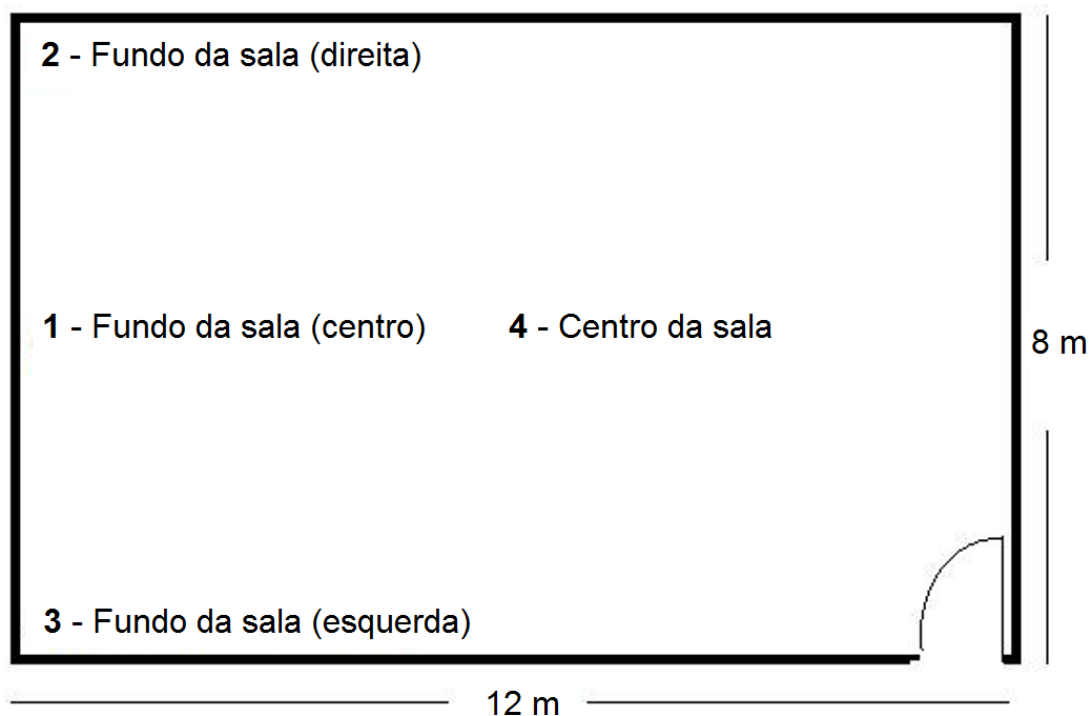 2 - Fundo da sala (direita)
1 - Fundo da sala (centro)
4 - Centro da sala
8 m
3 - Fundo da sala (esquerda)
12 m